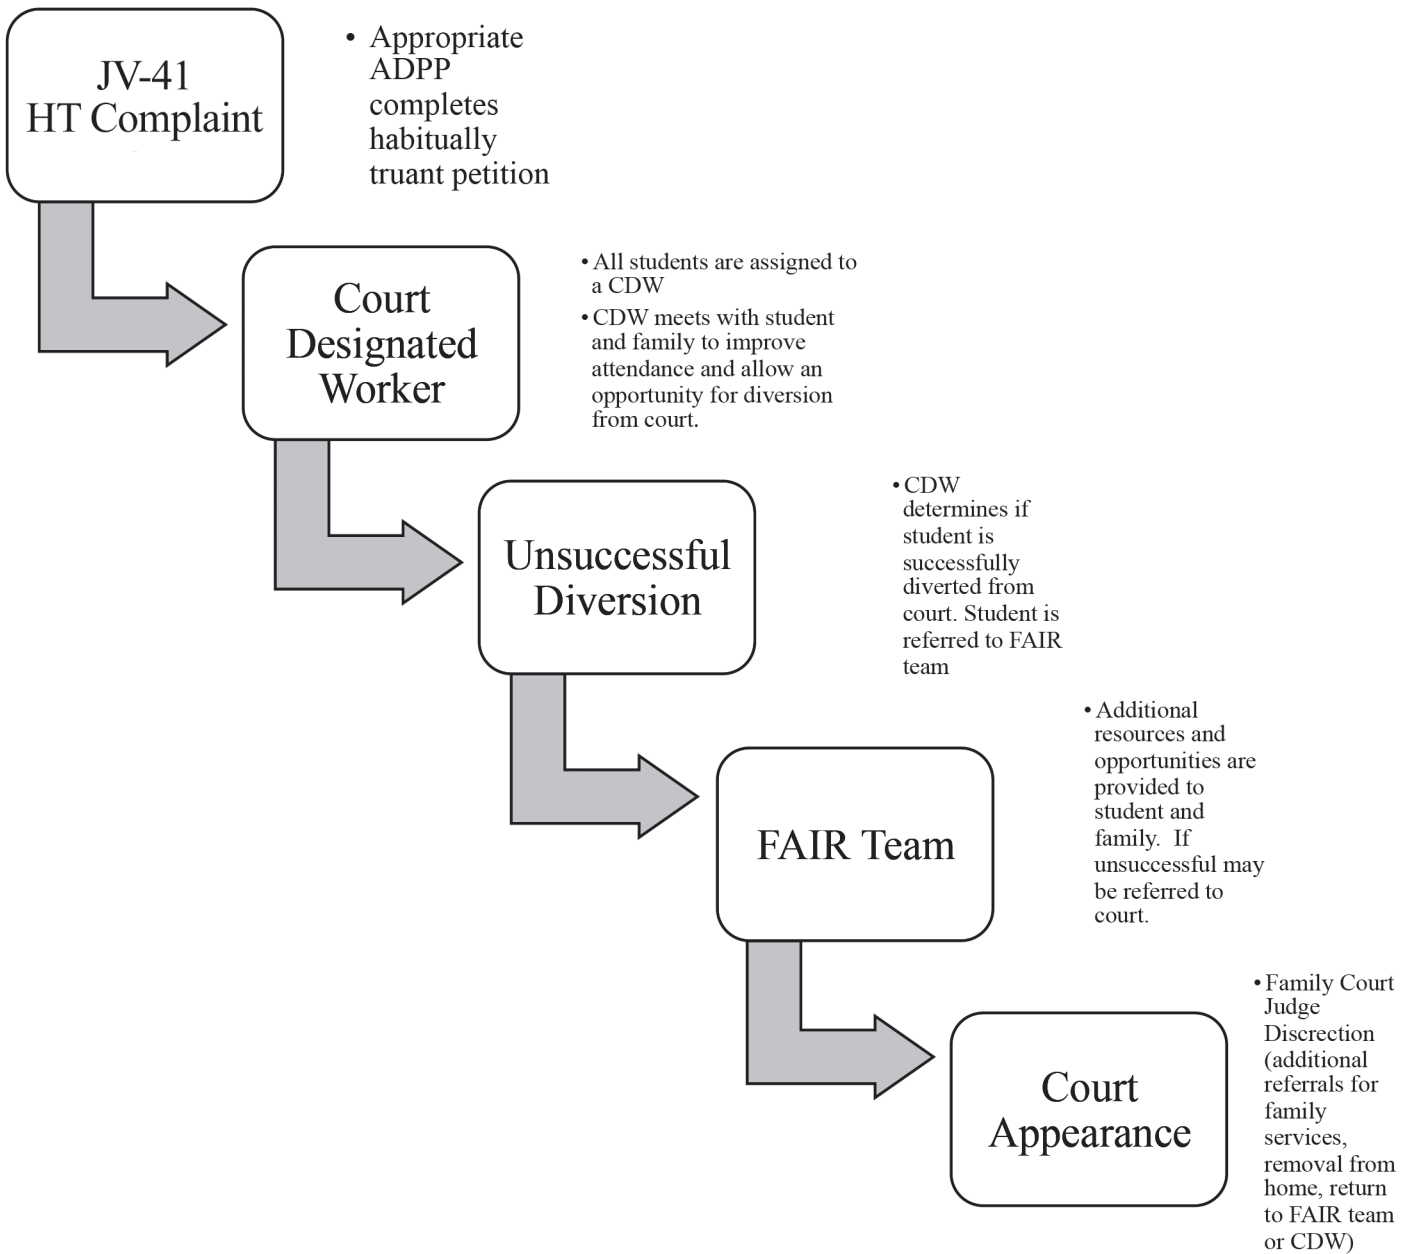 JV-41
HT Complaint
• Appropriate
ADPP
completes
habitually
truant petition
Court
Designated
Worker
• All students are assigned to
a CDW
• CDW meets with student
and family to improve
attendance and allow an
opportunity for diversion
from court.
Unsuccessful
Diversion
• CDW
determines if
student is
successfully
diverted from
court. Student is
referred to FAIR
team
FAIR Team
• Additional
resources and
opportunities are
provided to
student and
family.  If
unsuccessful may
be referred to
court.
Court
Appearance
• Family Court
Judge
Discrection
(additional
referrals for
family
services,
removal from
home, return
to FAIR team
or CDW)